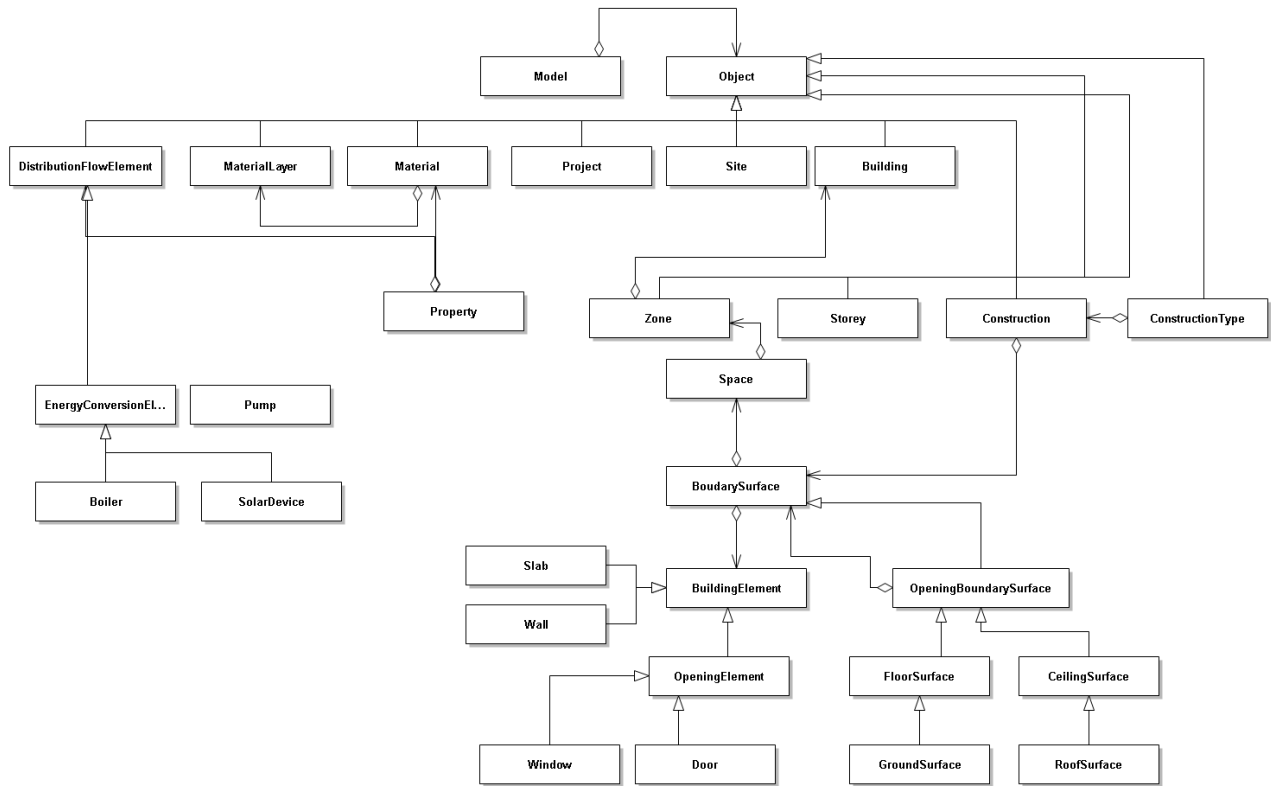 Model
Object
DistributionFlowElement
MaterialLayer
Material
Project
Site
Building
Property
Zone
Storey
Construction
ConstructionType
Space
EnergyConversionEl...
Pump
BoudarySurface
Boiler
SolarDevice
Slab
BuildingElement
OpeningBoundarySurface
Wall
OpeningElement
FloorSurface
CeilingSurface
Window
Door
GroundSurface
RoofSurface